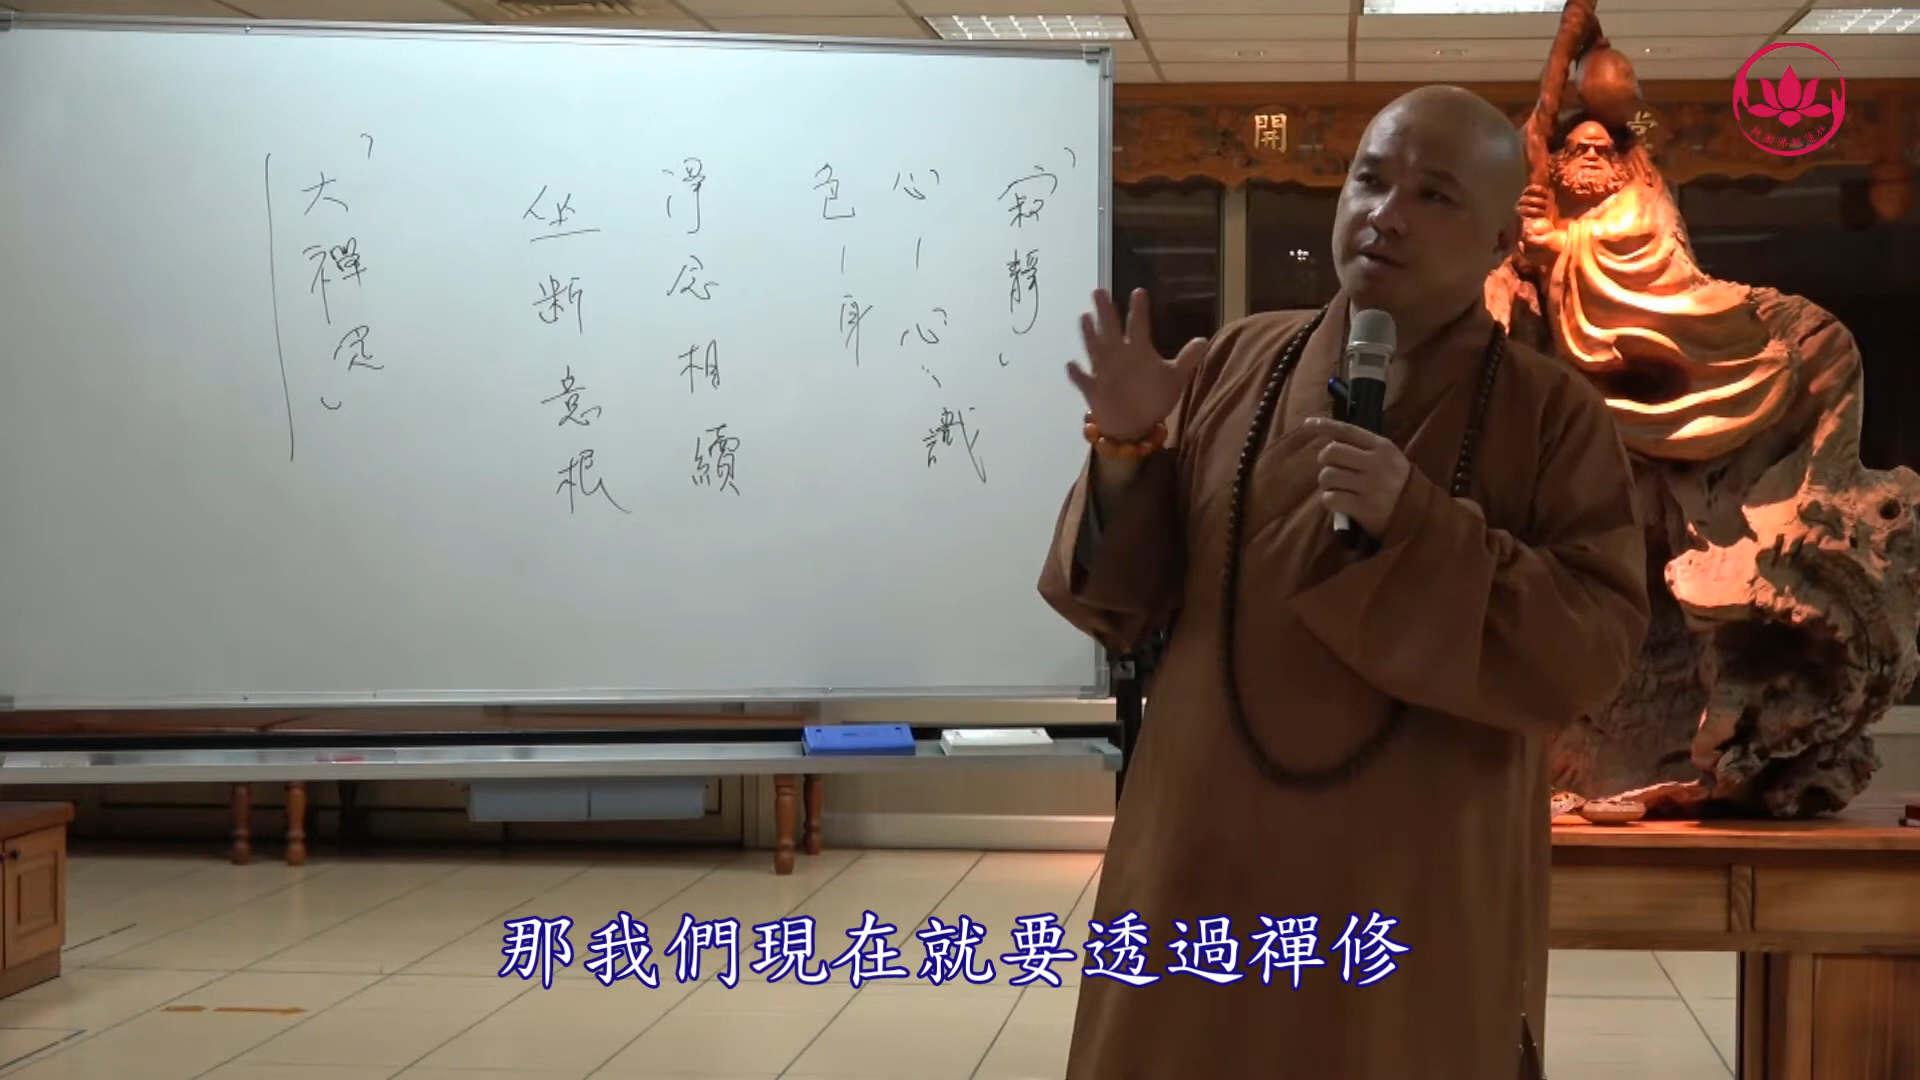 「寂靜」
心－心識
色－身
淨念相續
坐斷意根
「大禪定」
開
堂
那我們現在就要透過禪修